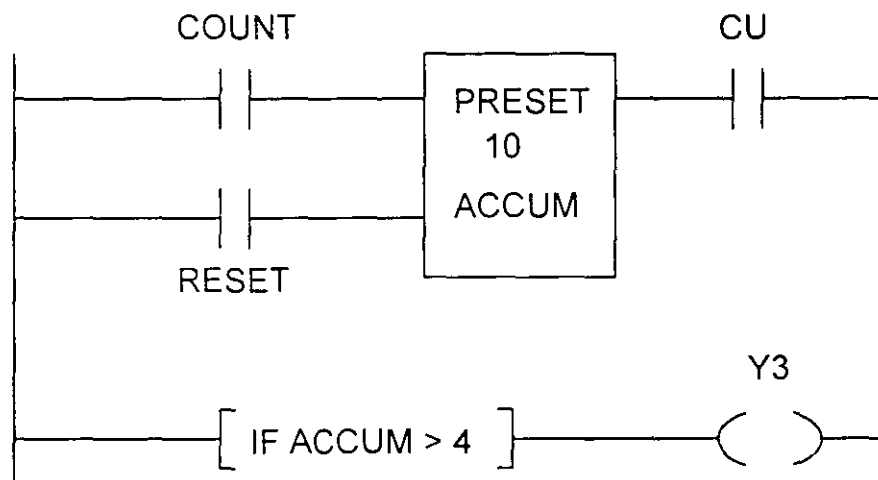 COUNT
CU
PRESET
10
ACCUM
RESET
Y3
IF ACCUM > 4